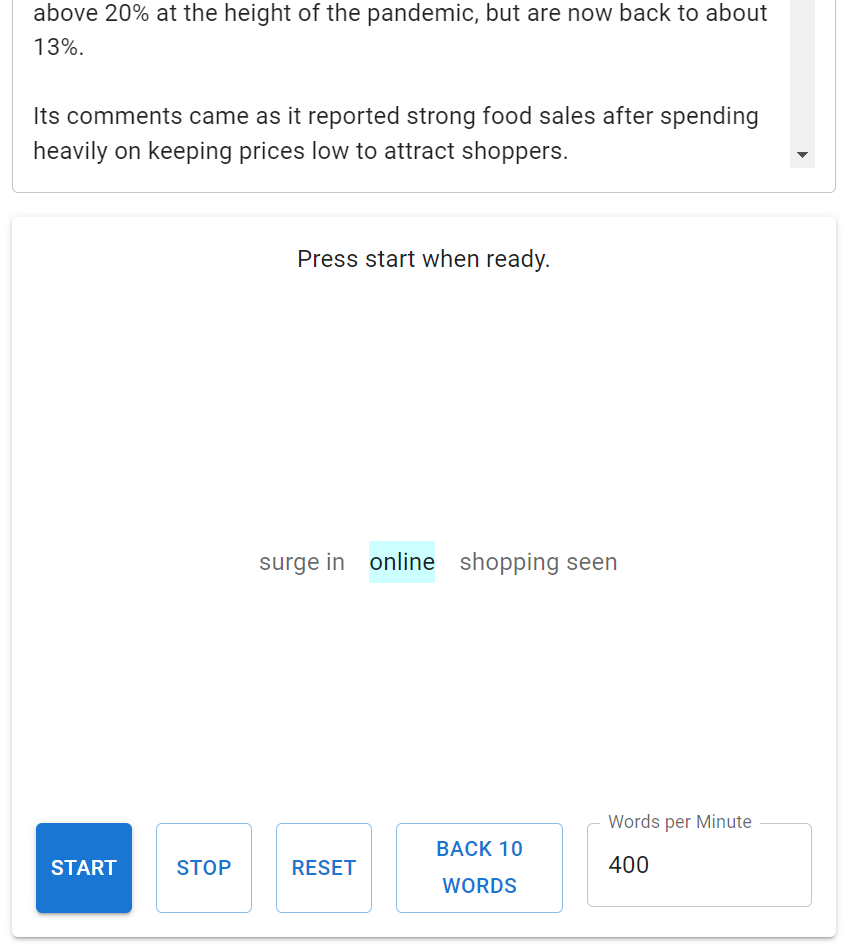 above 20% at the height of the pandemic, but are now back to about
13%.
Its comments came as it reported strong food sales after spending
heavily on keeping prices low to attract shoppers.
Press start when ready.
surge in online shopping seen
START
STOP
RESET
BACK 10
WORDS
Words per Minute
400